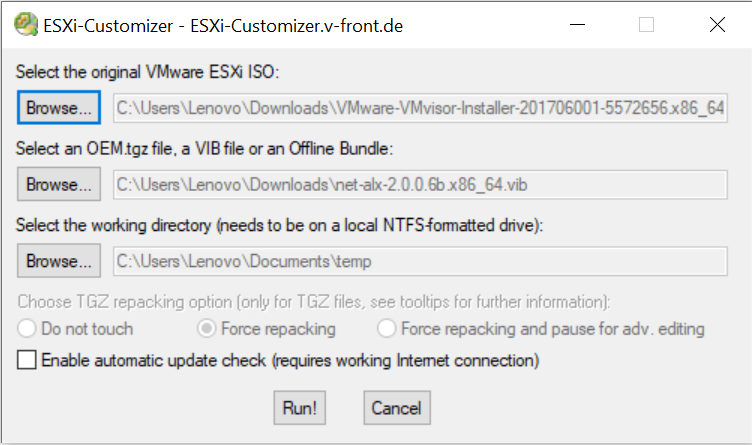 ESXi-Customizer - ESXi-Customizer.v-front.de
Select the original VMware ESXi ISO:
Browse... C:\Users\Lenovo\Downloads\VMware-VMvisor-Installer-201706001-5572656.x86_64
Select an OEM.tgz file, a VIB file or an Offline Bundle:
Browse... C:\Users\Lenovo\Downloads\net-alx-2.0.0.6b.x86_64.vib
Select the working directory (needs to be on a local NTFS-formatted drive):
Browse... C:\Users\Lenovo\Documents\temp
Choose TGZ repacking option (only for TGZ files, see tooltips for further information):
Do not touch Force repacking Force repacking and pause for adv. editing
Enable automatic update check (requires working Internet connection)
Run! Cancel